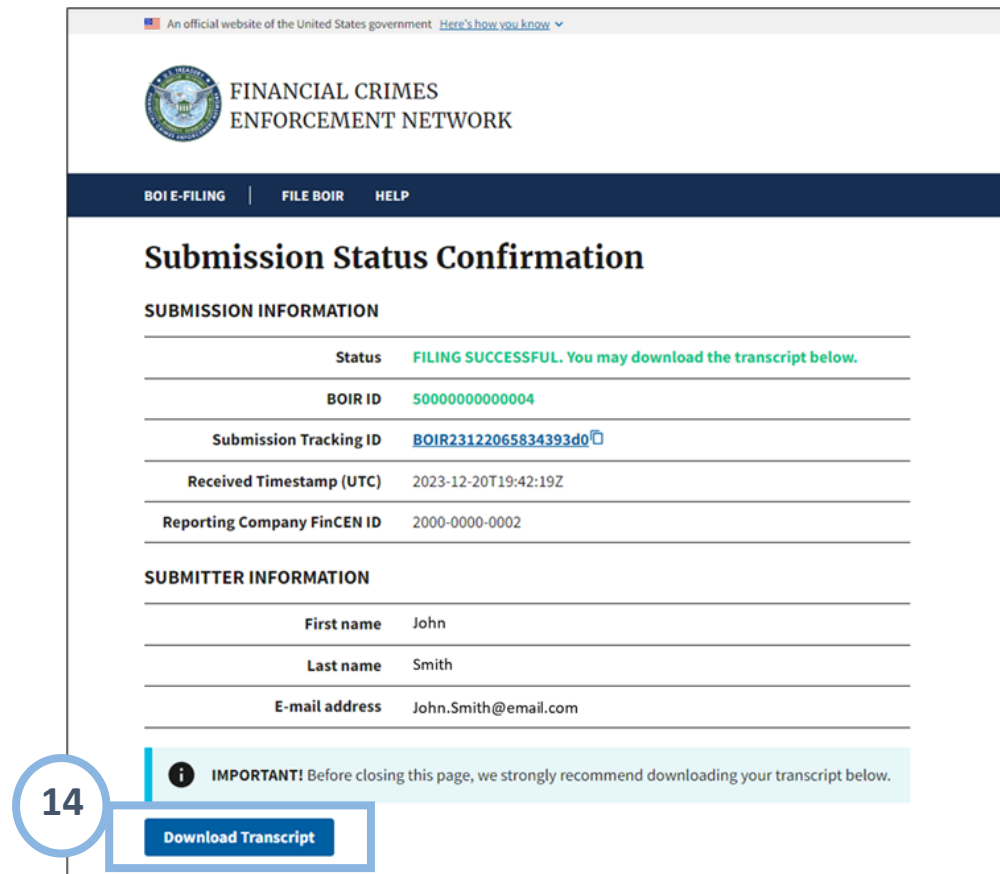 An official website of the United States government Here's how you know
FINANCIAL CRIMES
ENFORCEMENT NETWORK
BOI E-FILING | FILE BOIR HELP
Submission Status Confirmation
SUBMISSION INFORMATION
Status FILING SUCCESSFUL. You may download the transcript below.
BOIR ID 50000000000004
Submission Tracking ID BOIR23122065834393d0
Received Timestamp (UTC) 2023-12-20T19:42:19Z
Reporting Company FinCEN ID 2000-0000-0002
SUBMITTER INFORMATION
First name John
Last name Smith
E-mail address John.Smith@email.com
IMPORTANT! Before closing this page, we strongly recommend downloading your transcript below.
14
Download Transcript